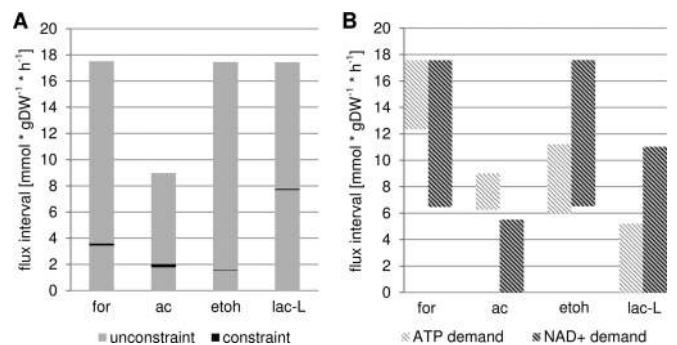 A
flux interval [mmol * gDW⁻¹ * h⁻¹]
20
18
16
14
12
10
8
6
4
2
0
for ac etoh lac-L
unconstraint constraint
B
flux interval [mmol * gDW⁻¹ * h⁻¹]
20
18
16
14
12
10
8
6
4
2
0
for ac etoh lac-L
ATP demand NAD+ demand